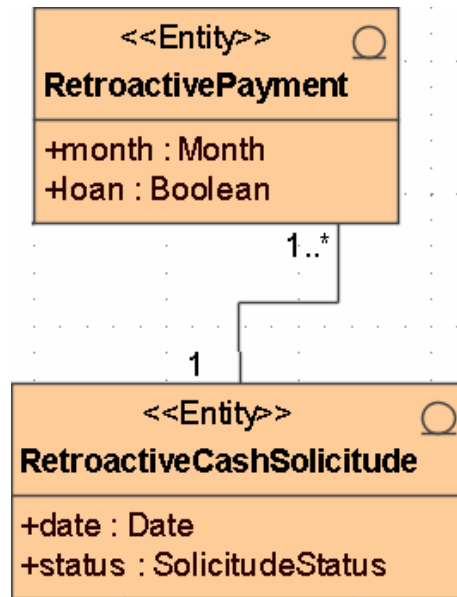 <<Entity>>
RetroactivePayment
+month : Month
+loan : Boolean
1..*
1
<<Entity>>
RetroactiveCashSolicitude
+date : Date
+status : SolicitudeStatus